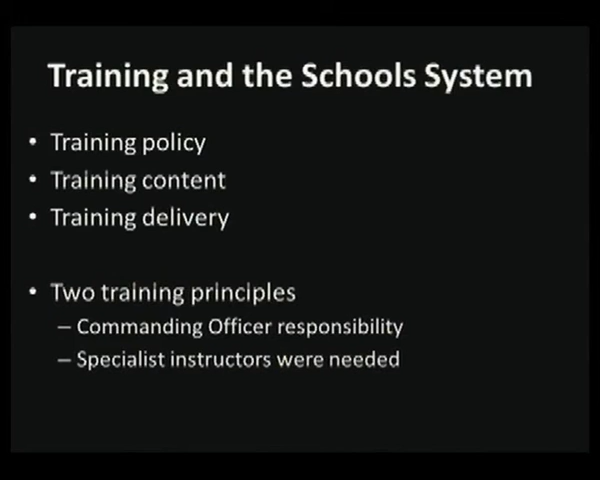 Training and the Schools System
• Training policy
• Training content
• Training delivery
• Two training principles
– Commanding Officer responsibility
– Specialist instructors were needed